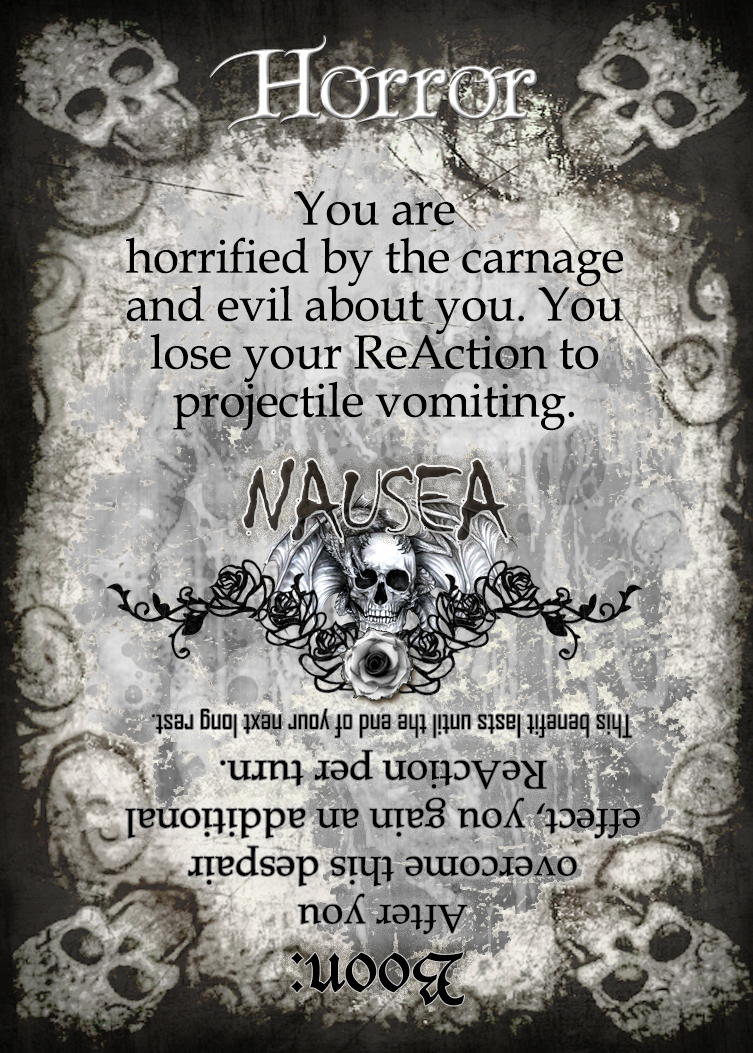 Horror
You are
horrified by the carnage
and evil about you. You
lose your ReAction to
projectile vomiting.
NAUSEA
Boon:
After you
overcome this despair
effect, you gain an additional
ReAction per turn.
This benefit lasts until the end of your next long rest.